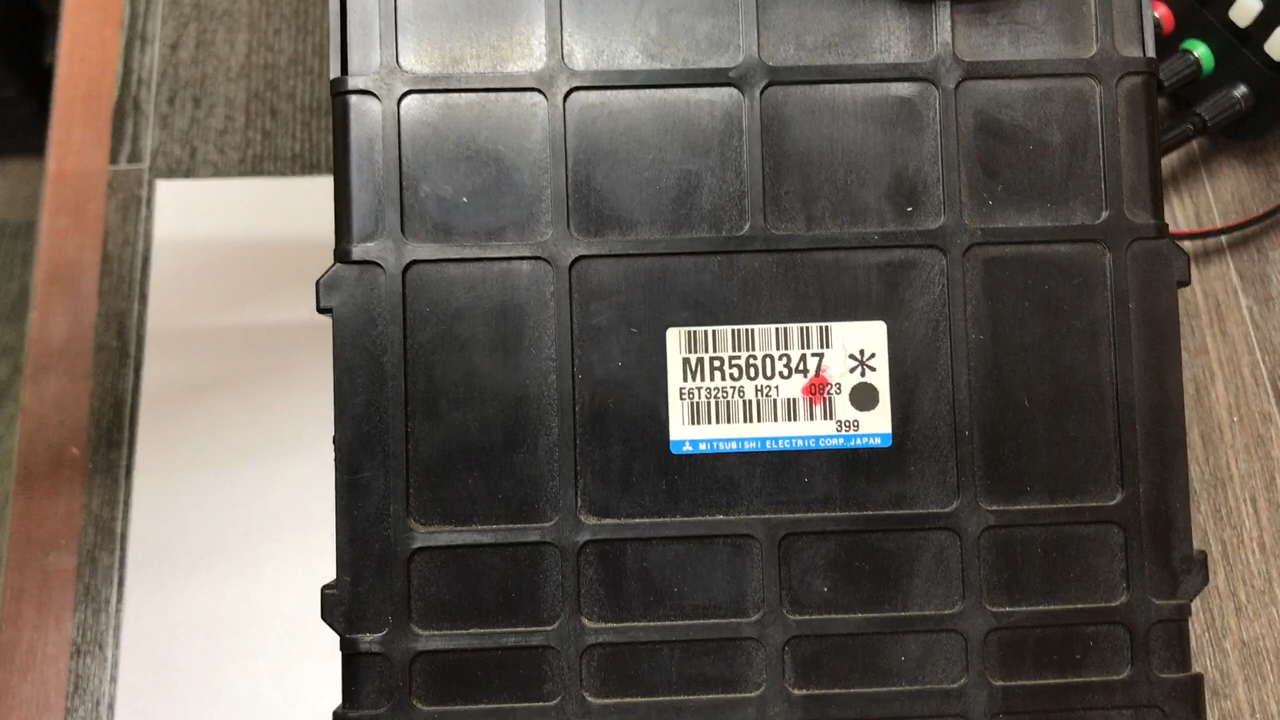 MR560347 *
E6T32576 H21 0823
399
MITSUBISHI ELECTRIC CORP.,JAPAN